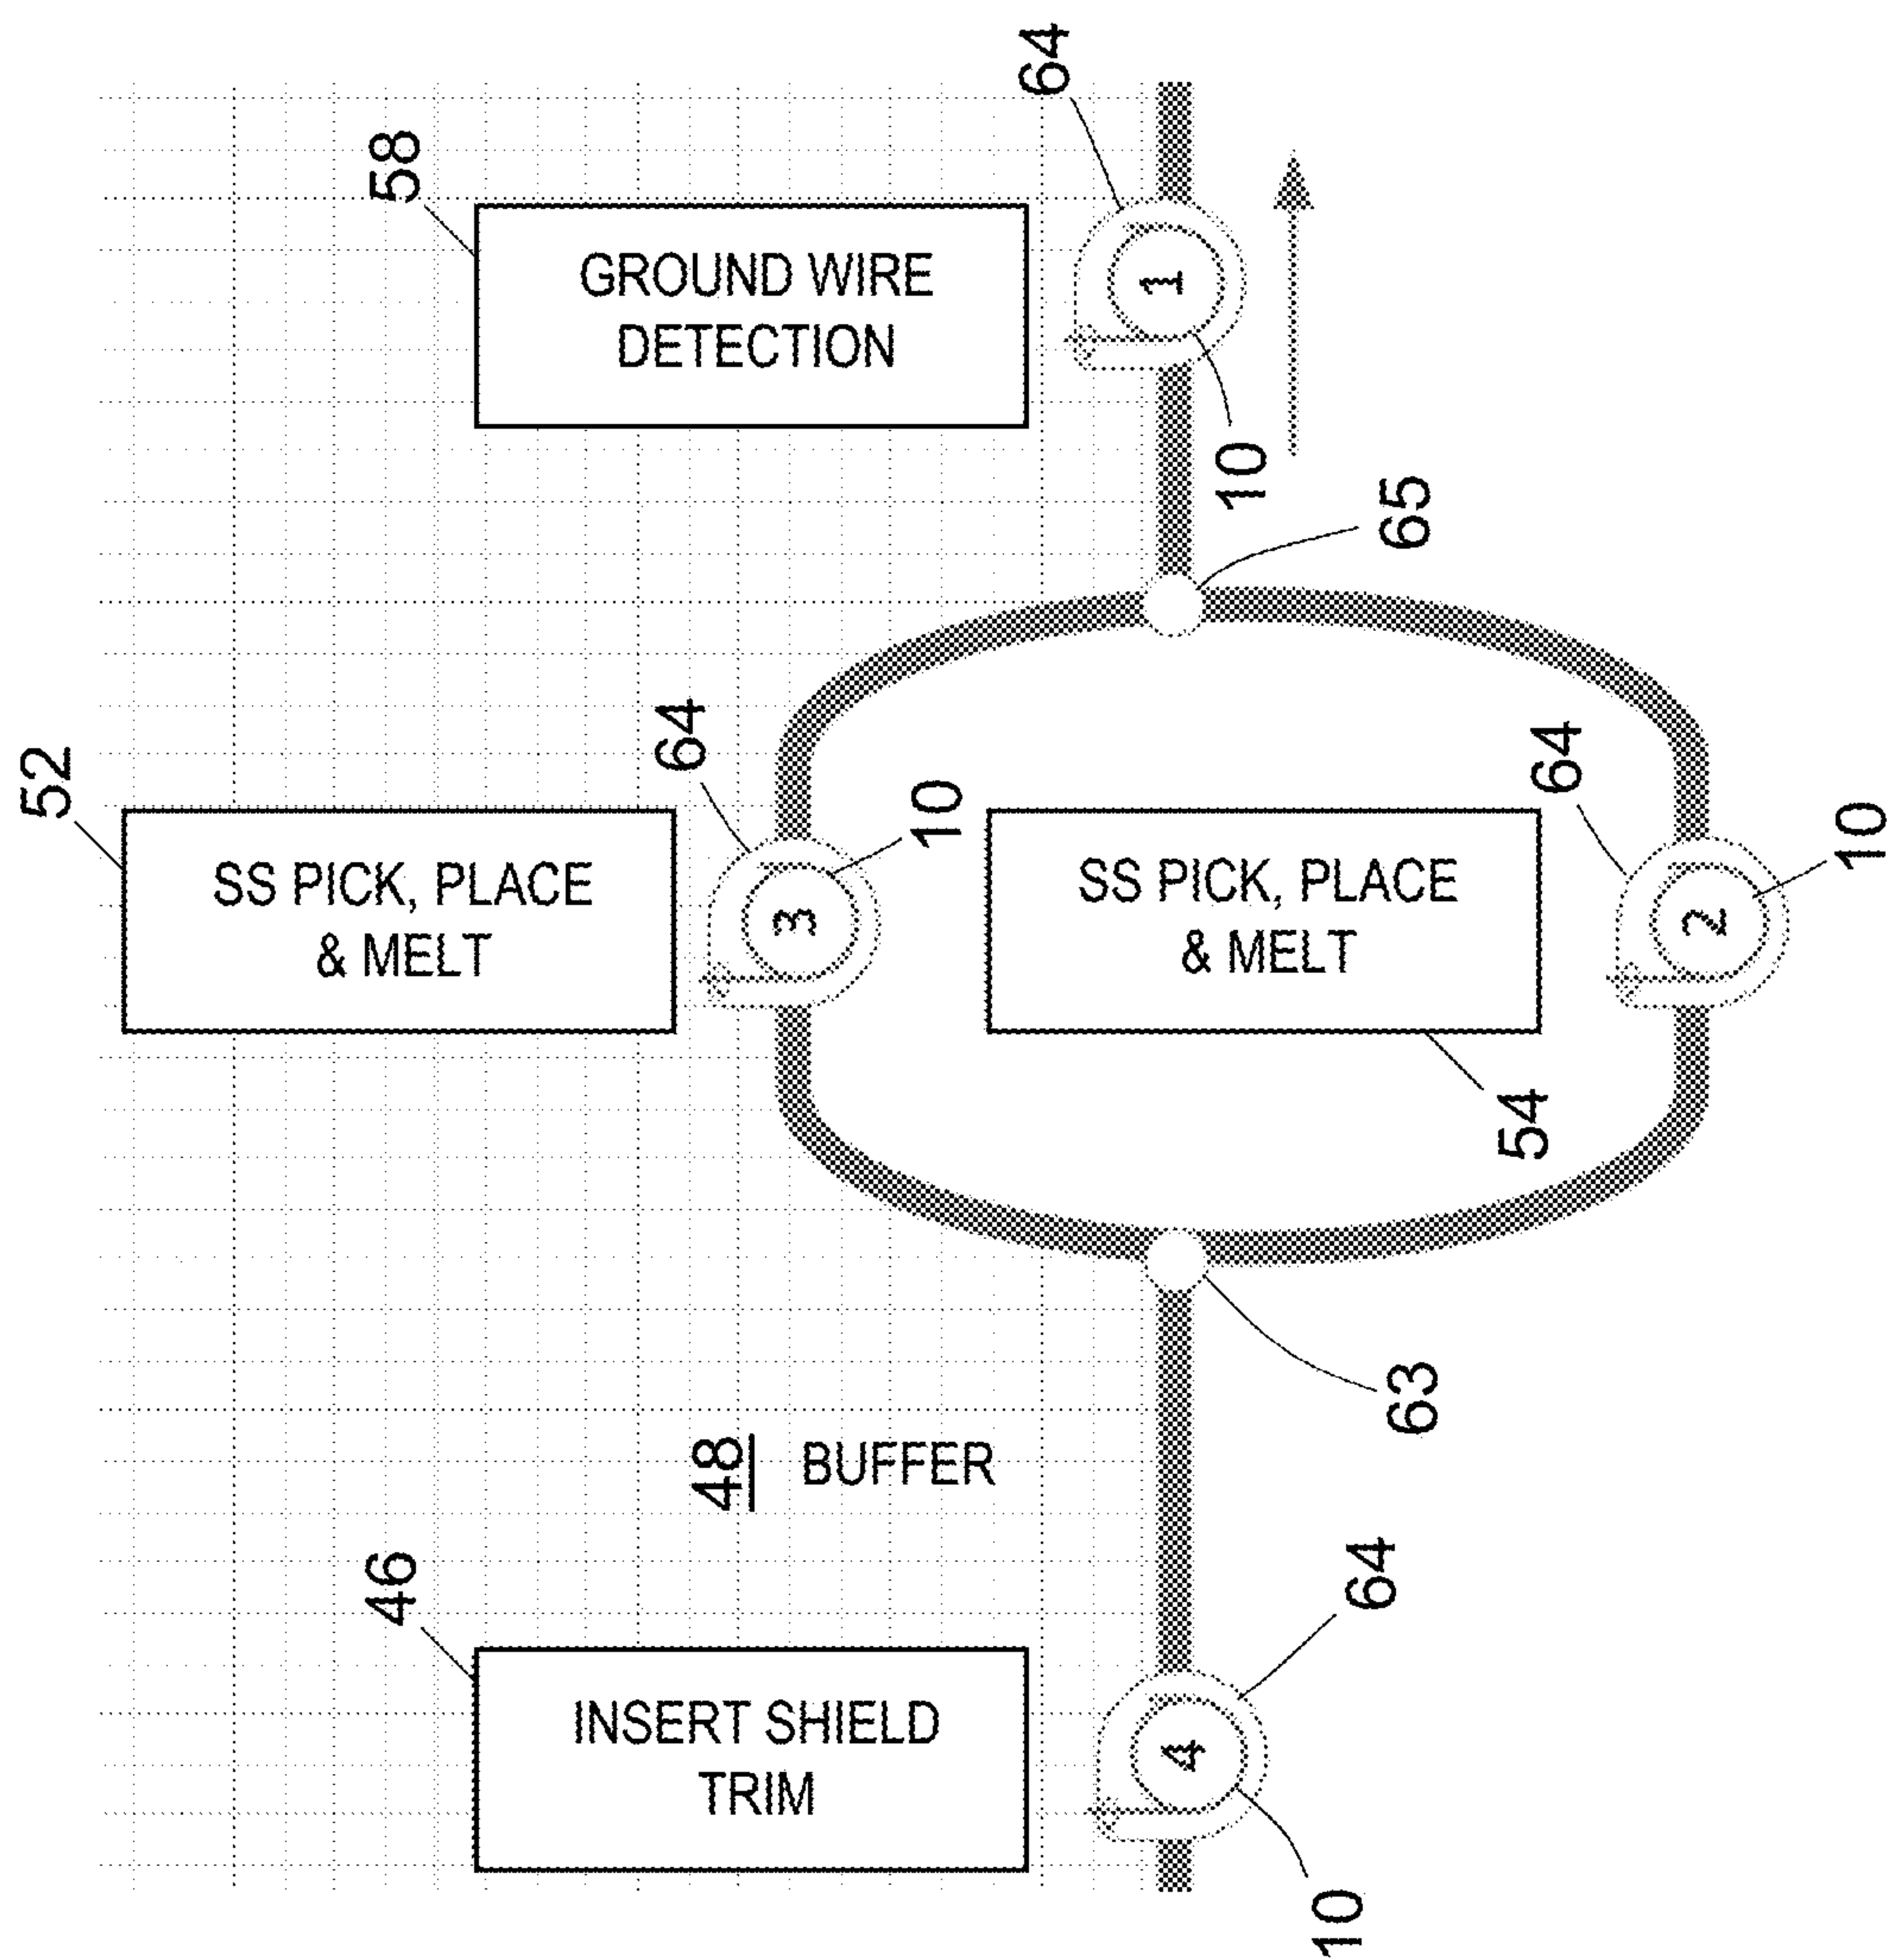 52
SS PICK, PLACE
& MELT
58
GROUND WIRE
DETECTION
46
INSERT SHIELD
TRIM
48 BUFFER
64
3
10
SS PICK, PLACE
& MELT
54
64
1
10
65
63
64
4
10
64
2
10